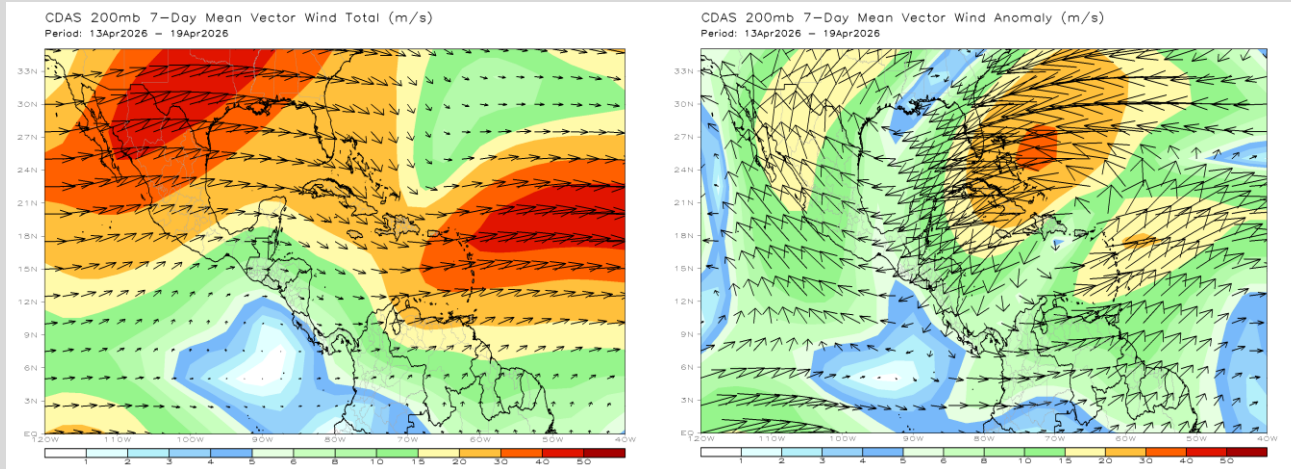 CDAS 200mb 7-Day Mean Vector Wind Total (m/s)
Period: 13Apr2026 - 19Apr2026
33N
30N
27N
24N
21N
18N
15N
12N
9N
6N
3N
EQ
120W 110W 100W 90W 80W 70W 60W 50W 40W
1 2 3 4 5 6 8 10 15 20 30 40 50
CDAS 200mb 7-Day Mean Vector Wind Anomaly (m/s)
Period: 13Apr2026 - 19Apr2026
33N
30N
27N
24N
21N
18N
15N
12N
9N
6N
3N
EQ
120W 110W 100W 90W 80W 70W 60W 50W 40W
1 2 3 4 5 6 8 10 15 20 30 40 50